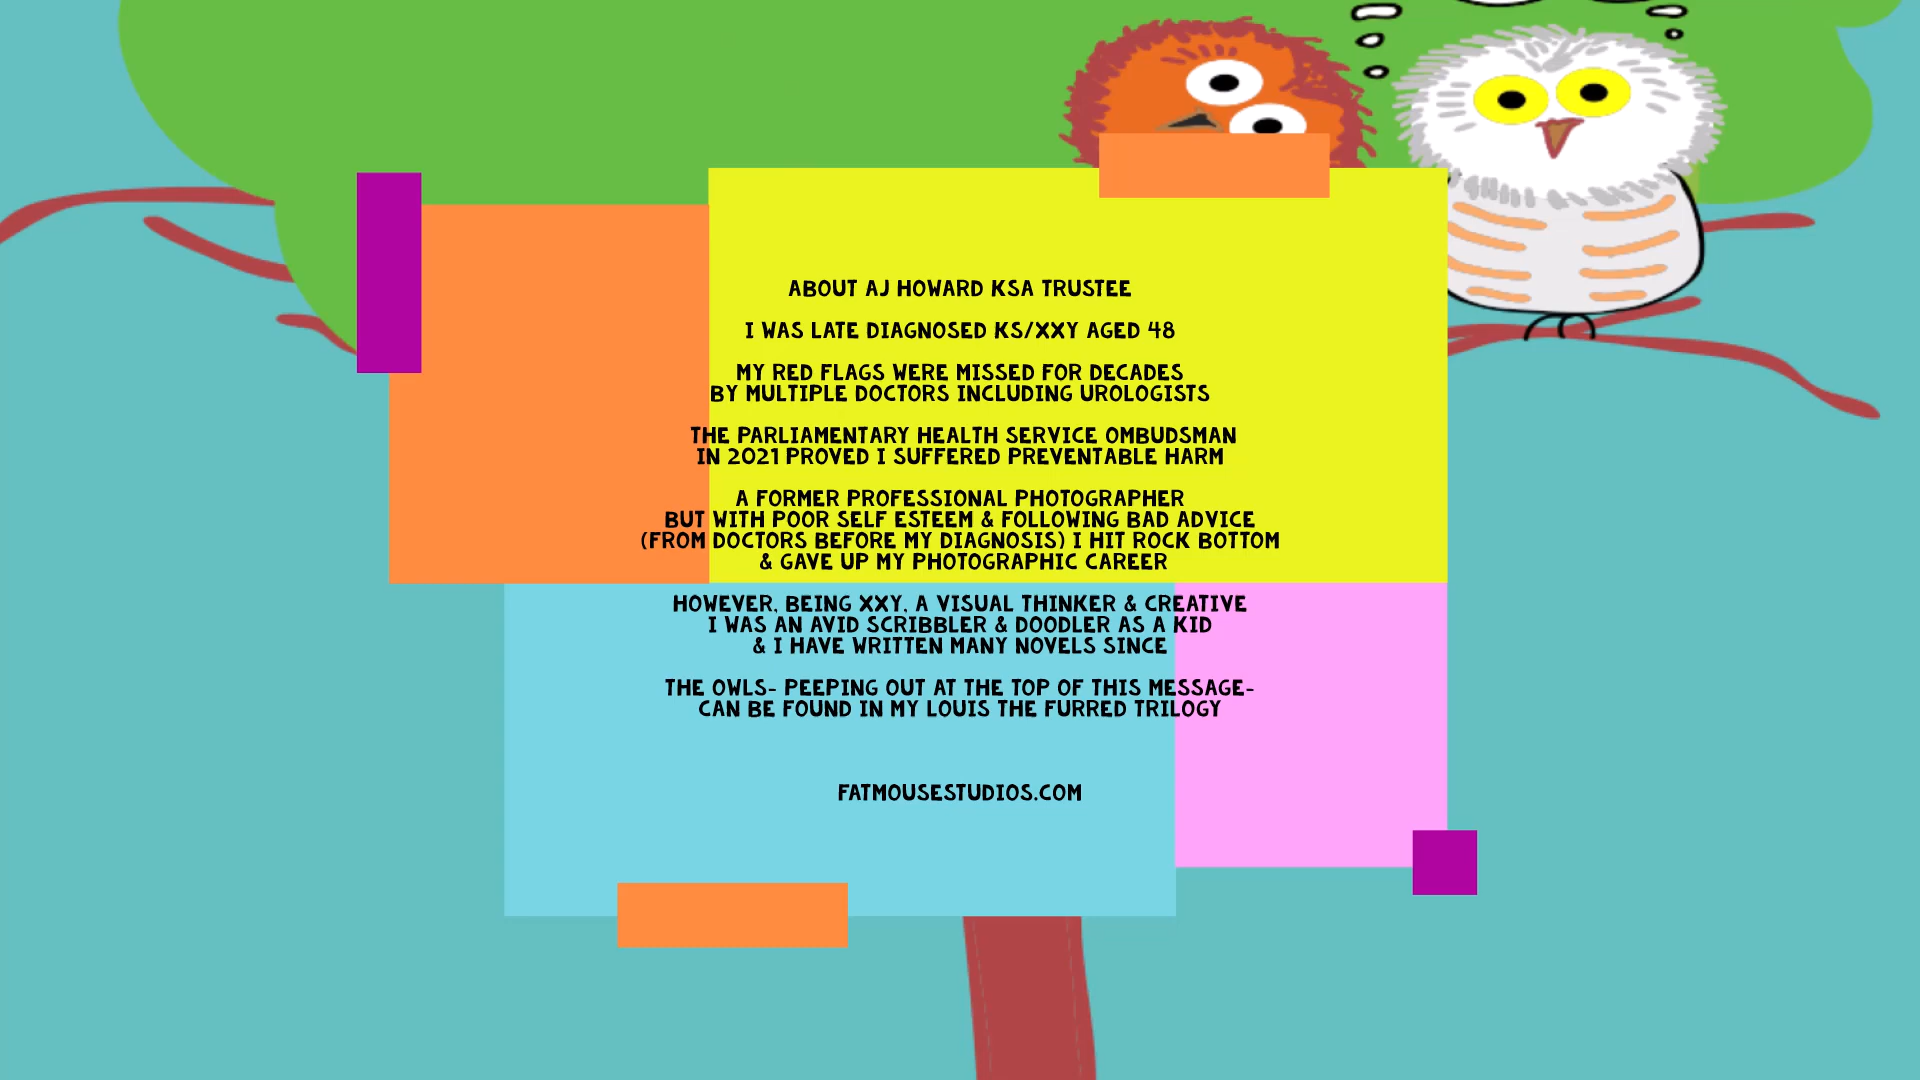 ABOUT AJ HOWARD KSA TRUSTEE
I WAS LATE DIAGNOSED KS/XXY AGED 48
MY RED FLAGS WERE MISSED FOR DECADES
BY MULTIPLE DOCTORS INCLUDING UROLOGISTS
THE PARLIAMENTARY HEALTH SERVICE OMBUDSMAN
IN 2021 PROVED I SUFFERED PREVENTABLE HARM
A FORMER PROFESSIONAL PHOTOGRAPHER
BUT WITH POOR SELF ESTEEM & FOLLOWING BAD ADVICE
(FROM DOCTORS BEFORE MY DIAGNOSIS) I HIT ROCK BOTTOM
& GAVE UP MY PHOTOGRAPHIC CAREER
HOWEVER, BEING XXY, A VISUAL THINKER & CREATIVE
I WAS AN AVID SCRIBBLER & DOODLER AS A KID
& I HAVE WRITTEN MANY NOVELS SINCE
THE OWLS- PEEPING OUT AT THE TOP OF THIS MESSAGE-
CAN BE FOUND IN MY LOUIS THE FURRED TRILOGY
FATMOUSESTUDIOS.COM